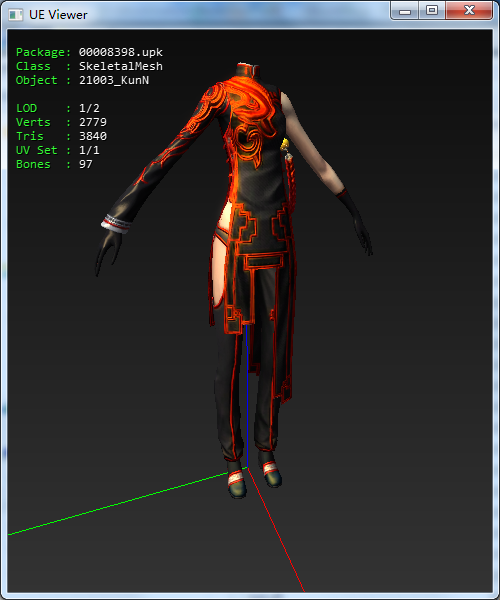 UE Viewer
Package: 00008398.upk
Class : SkeletalMesh
Object : 21003_KunN
LOD : 1/2
Verts : 2779
Tris : 3840
UV Set : 1/1
Bones : 97